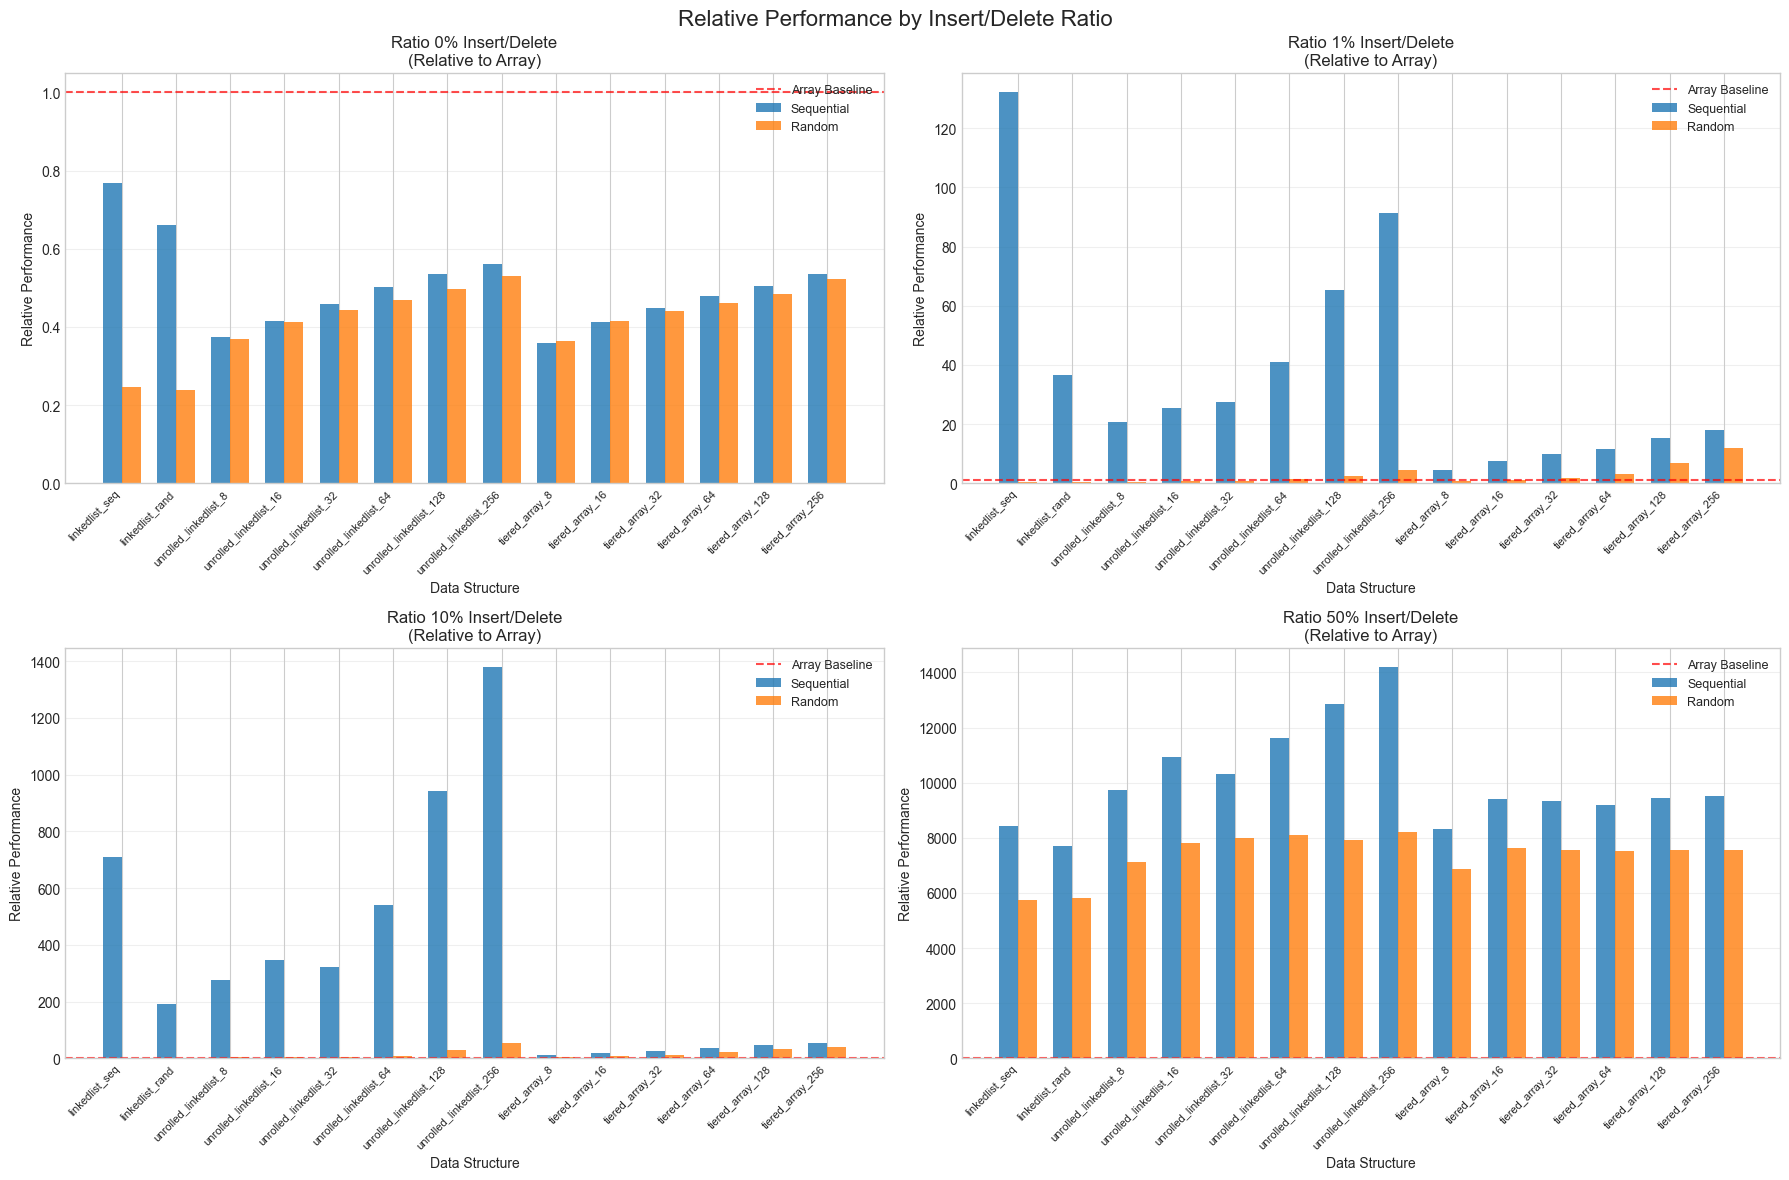 Relative Performance by Insert/Delete Ratio
Ratio 0% Insert/Delete
(Relative to Array)
Relative Performance
1.0
0.8
0.6
0.4
0.2
0.0
Array Baseline
Sequential
Random
linkedlist_seq
linkedlist_rand
unrolled_linkedlist_8
unrolled_linkedlist_16
unrolled_linkedlist_32
unrolled_linkedlist_64
unrolled_linkedlist_128
unrolled_linkedlist_256
tiered_array_8
tiered_array_16
tiered_array_32
tiered_array_64
tiered_array_128
tiered_array_256
Data Structure
Ratio 1% Insert/Delete
(Relative to Array)
Relative Performance
120
100
80
60
40
20
0
Array Baseline
Sequential
Random
linkedlist_seq
linkedlist_rand
unrolled_linkedlist_8
unrolled_linkedlist_16
unrolled_linkedlist_32
unrolled_linkedlist_64
unrolled_linkedlist_128
unrolled_linkedlist_256
tiered_array_8
tiered_array_16
tiered_array_32
tiered_array_64
tiered_array_128
tiered_array_256
Data Structure
Ratio 10% Insert/Delete
(Relative to Array)
Relative Performance
1400
1200
1000
800
600
400
200
0
Array Baseline
Sequential
Random
linkedlist_seq
linkedlist_rand
unrolled_linkedlist_8
unrolled_linkedlist_16
unrolled_linkedlist_32
unrolled_linkedlist_64
unrolled_linkedlist_128
unrolled_linkedlist_256
tiered_array_8
tiered_array_16
tiered_array_32
tiered_array_64
tiered_array_128
tiered_array_256
Data Structure
Ratio 50% Insert/Delete
(Relative to Array)
Relative Performance
14000
12000
10000
8000
6000
4000
2000
0
Array Baseline
Sequential
Random
linkedlist_seq
linkedlist_rand
unrolled_linkedlist_8
unrolled_linkedlist_16
unrolled_linkedlist_32
unrolled_linkedlist_64
unrolled_linkedlist_128
unrolled_linkedlist_256
tiered_array_8
tiered_array_16
tiered_array_32
tiered_array_64
tiered_array_128
tiered_array_256
Data Structure